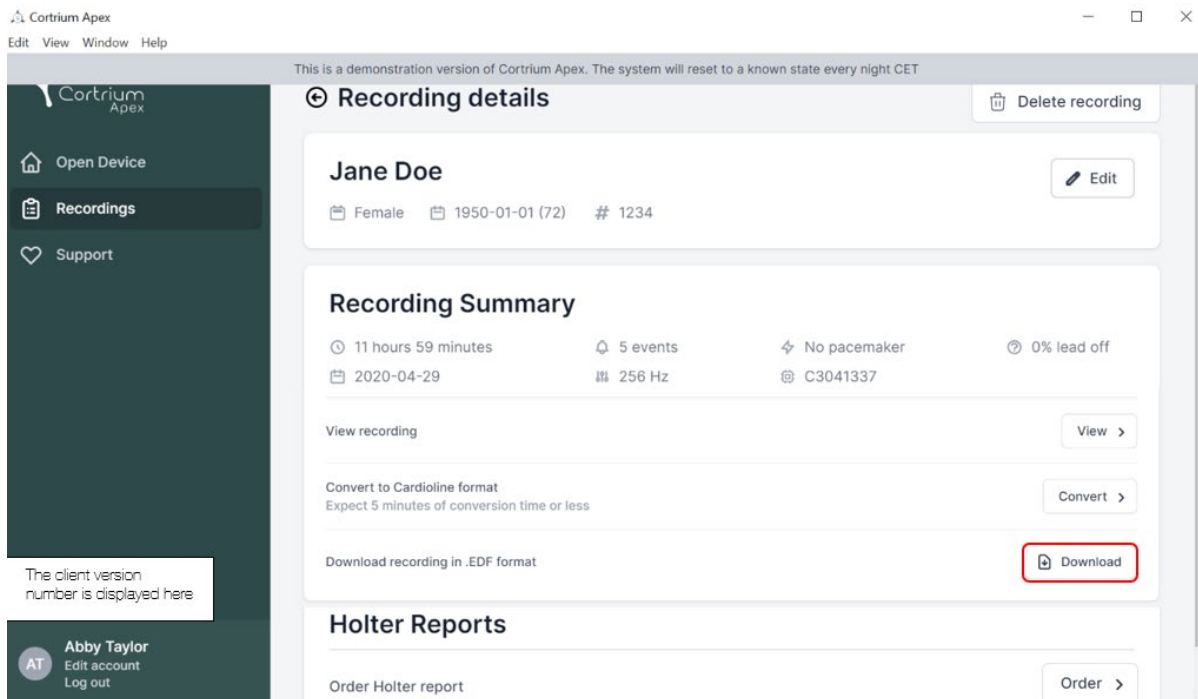 Cortrium Apex
Edit View Window Help
This is a demonstration version of Cortrium Apex. The system will reset to a known state every night CET
Cortrium
Apex
Open Device
Recordings
Support
The client version
number is displayed here
AT
Abby Taylor
Edit account
Log out
Recording details
Delete recording
Jane Doe
Edit
Female 1950-01-01 (72) # 1234
Recording Summary
11 hours 59 minutes 5 events No pacemaker 0% lead off
2020-04-29 256 Hz C3041337
View recording View
Convert to Cardioline format
Expect 5 minutes of conversion time or less
Convert
Download recording in .EDF format Download
Holter Reports
Order Holter report Order